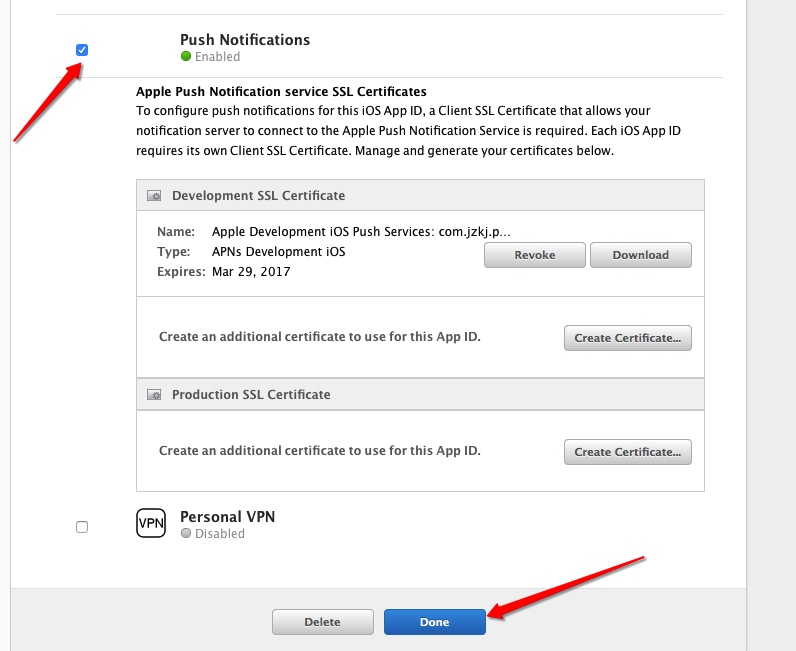 Push Notifications
Enabled
Apple Push Notification service SSL Certificates
To configure push notifications for this iOS App ID, a Client SSL Certificate that allows your
notification server to connect to the Apple Push Notification Service is required. Each iOS App ID
requires its own Client SSL Certificate. Manage and generate your certificates below.
Development SSL Certificate
Name: Apple Development iOS Push Services: com.jzkj.p...
Type: APNs Development iOS
Expires: Mar 29, 2017
Revoke Download
Create an additional certificate to use for this App ID. Create Certificate...
Production SSL Certificate
Create an additional certificate to use for this App ID. Create Certificate...
VPN Personal VPN
Disabled
Delete Done